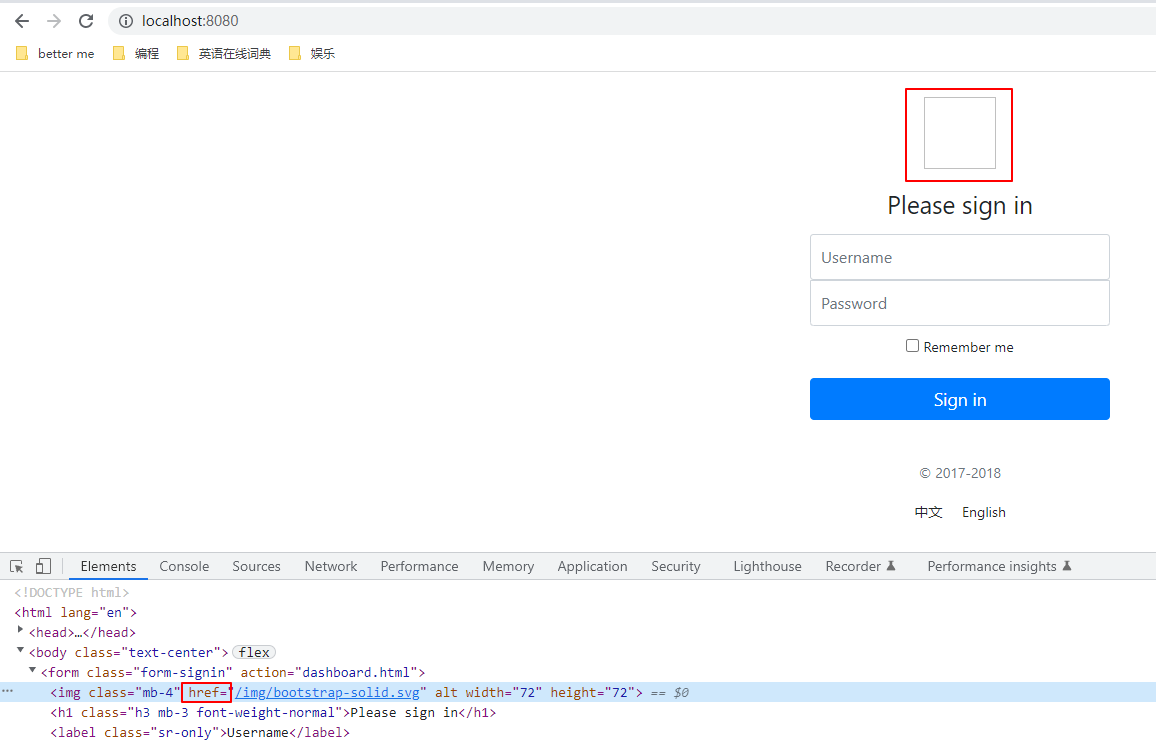 localhost:8080
better me 编程 英语在线词典 娱乐
Please sign in
Username
Password
Remember me
Sign in
© 2017-2018
中文 English
Elements Console Sources Network Performance Memory Application Security Lighthouse Recorder Performance insights
<!DOCTYPE html>
<html lang="en">
<head>…</head>
<body class="text-center"> flex
<form class="form-signin" action="dashboard.html">
… <img class="mb-4" href="/img/bootstrap-solid.svg" alt width="72" height="72"> == $0
<h1 class="h3 mb-3 font-weight-normal">Please sign in</h1>
<label class="sr-only">Username</label>